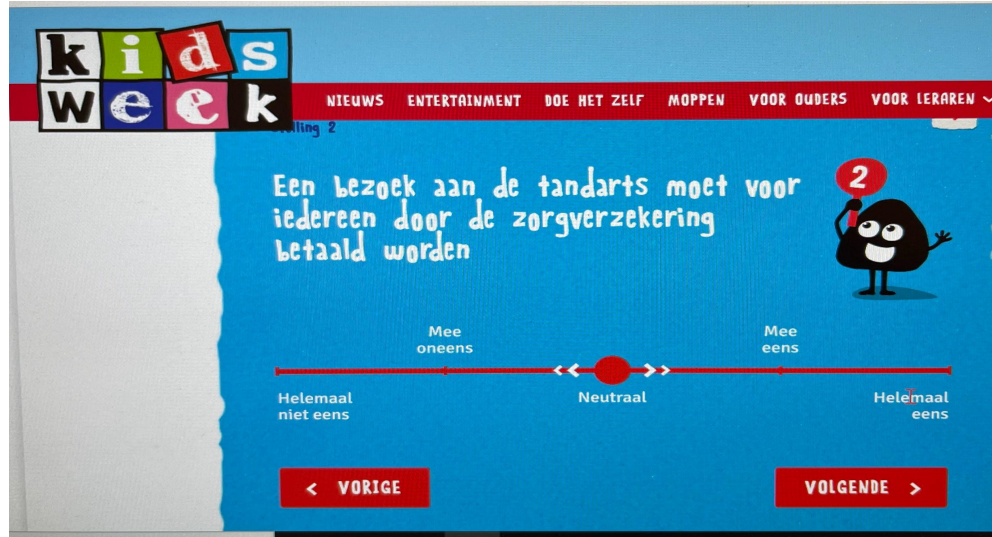 kids
week
NIEUWS ENTERTAINMENT DOE HET ZELF MOPPEN VOOR OUDERS VOOR LERAREN
Stelling 2
Een bezoek aan de tandarts moet voor
iedereen door de zorgverzekering
betaald worden
2
Mee
oneens
Mee
eens
Helemaal
niet eens
Neutraal
Helemaal
eens
< VORIGE
VOLGENDE >